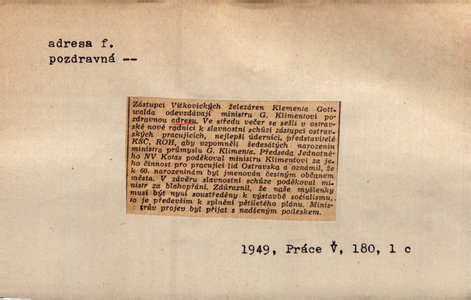 adresa f.
pozdravná --
Zástupci Vítkovických železáren Klementa Gott-
walda odevzdávají ministru G. Klimentovi po-
zdravnou adresu. Ve středu večer se sešli v ostrav-
ské nové radnici k slavnostní schůzi zástupci ostrav-
ských pracujících, nejlepší úderníci, představitelé
KSČ, ROH, aby vzpomněli šedesátých narozenin
ministra průmyslu G. Klimenta. Předseda Jednotné-
ho NV Kotas poděkoval ministru Klimentovi za je-
ho činnost pro pracující lid Ostravska a oznámil, že
k 60. narozeninám byl jmenován čestným občanem
města. V závěru slavnostní schůze poděkoval mi-
nistr za blahopřání. Zdůraznil, že naše myšlenky
musí být nyní soustředěny k výstavbě socialismu,
to je především k splnění pětiletého plánu. Minis-
trův projev byl přijat s nadšeným potleskem.
1949, Práce V, 180, 1 c